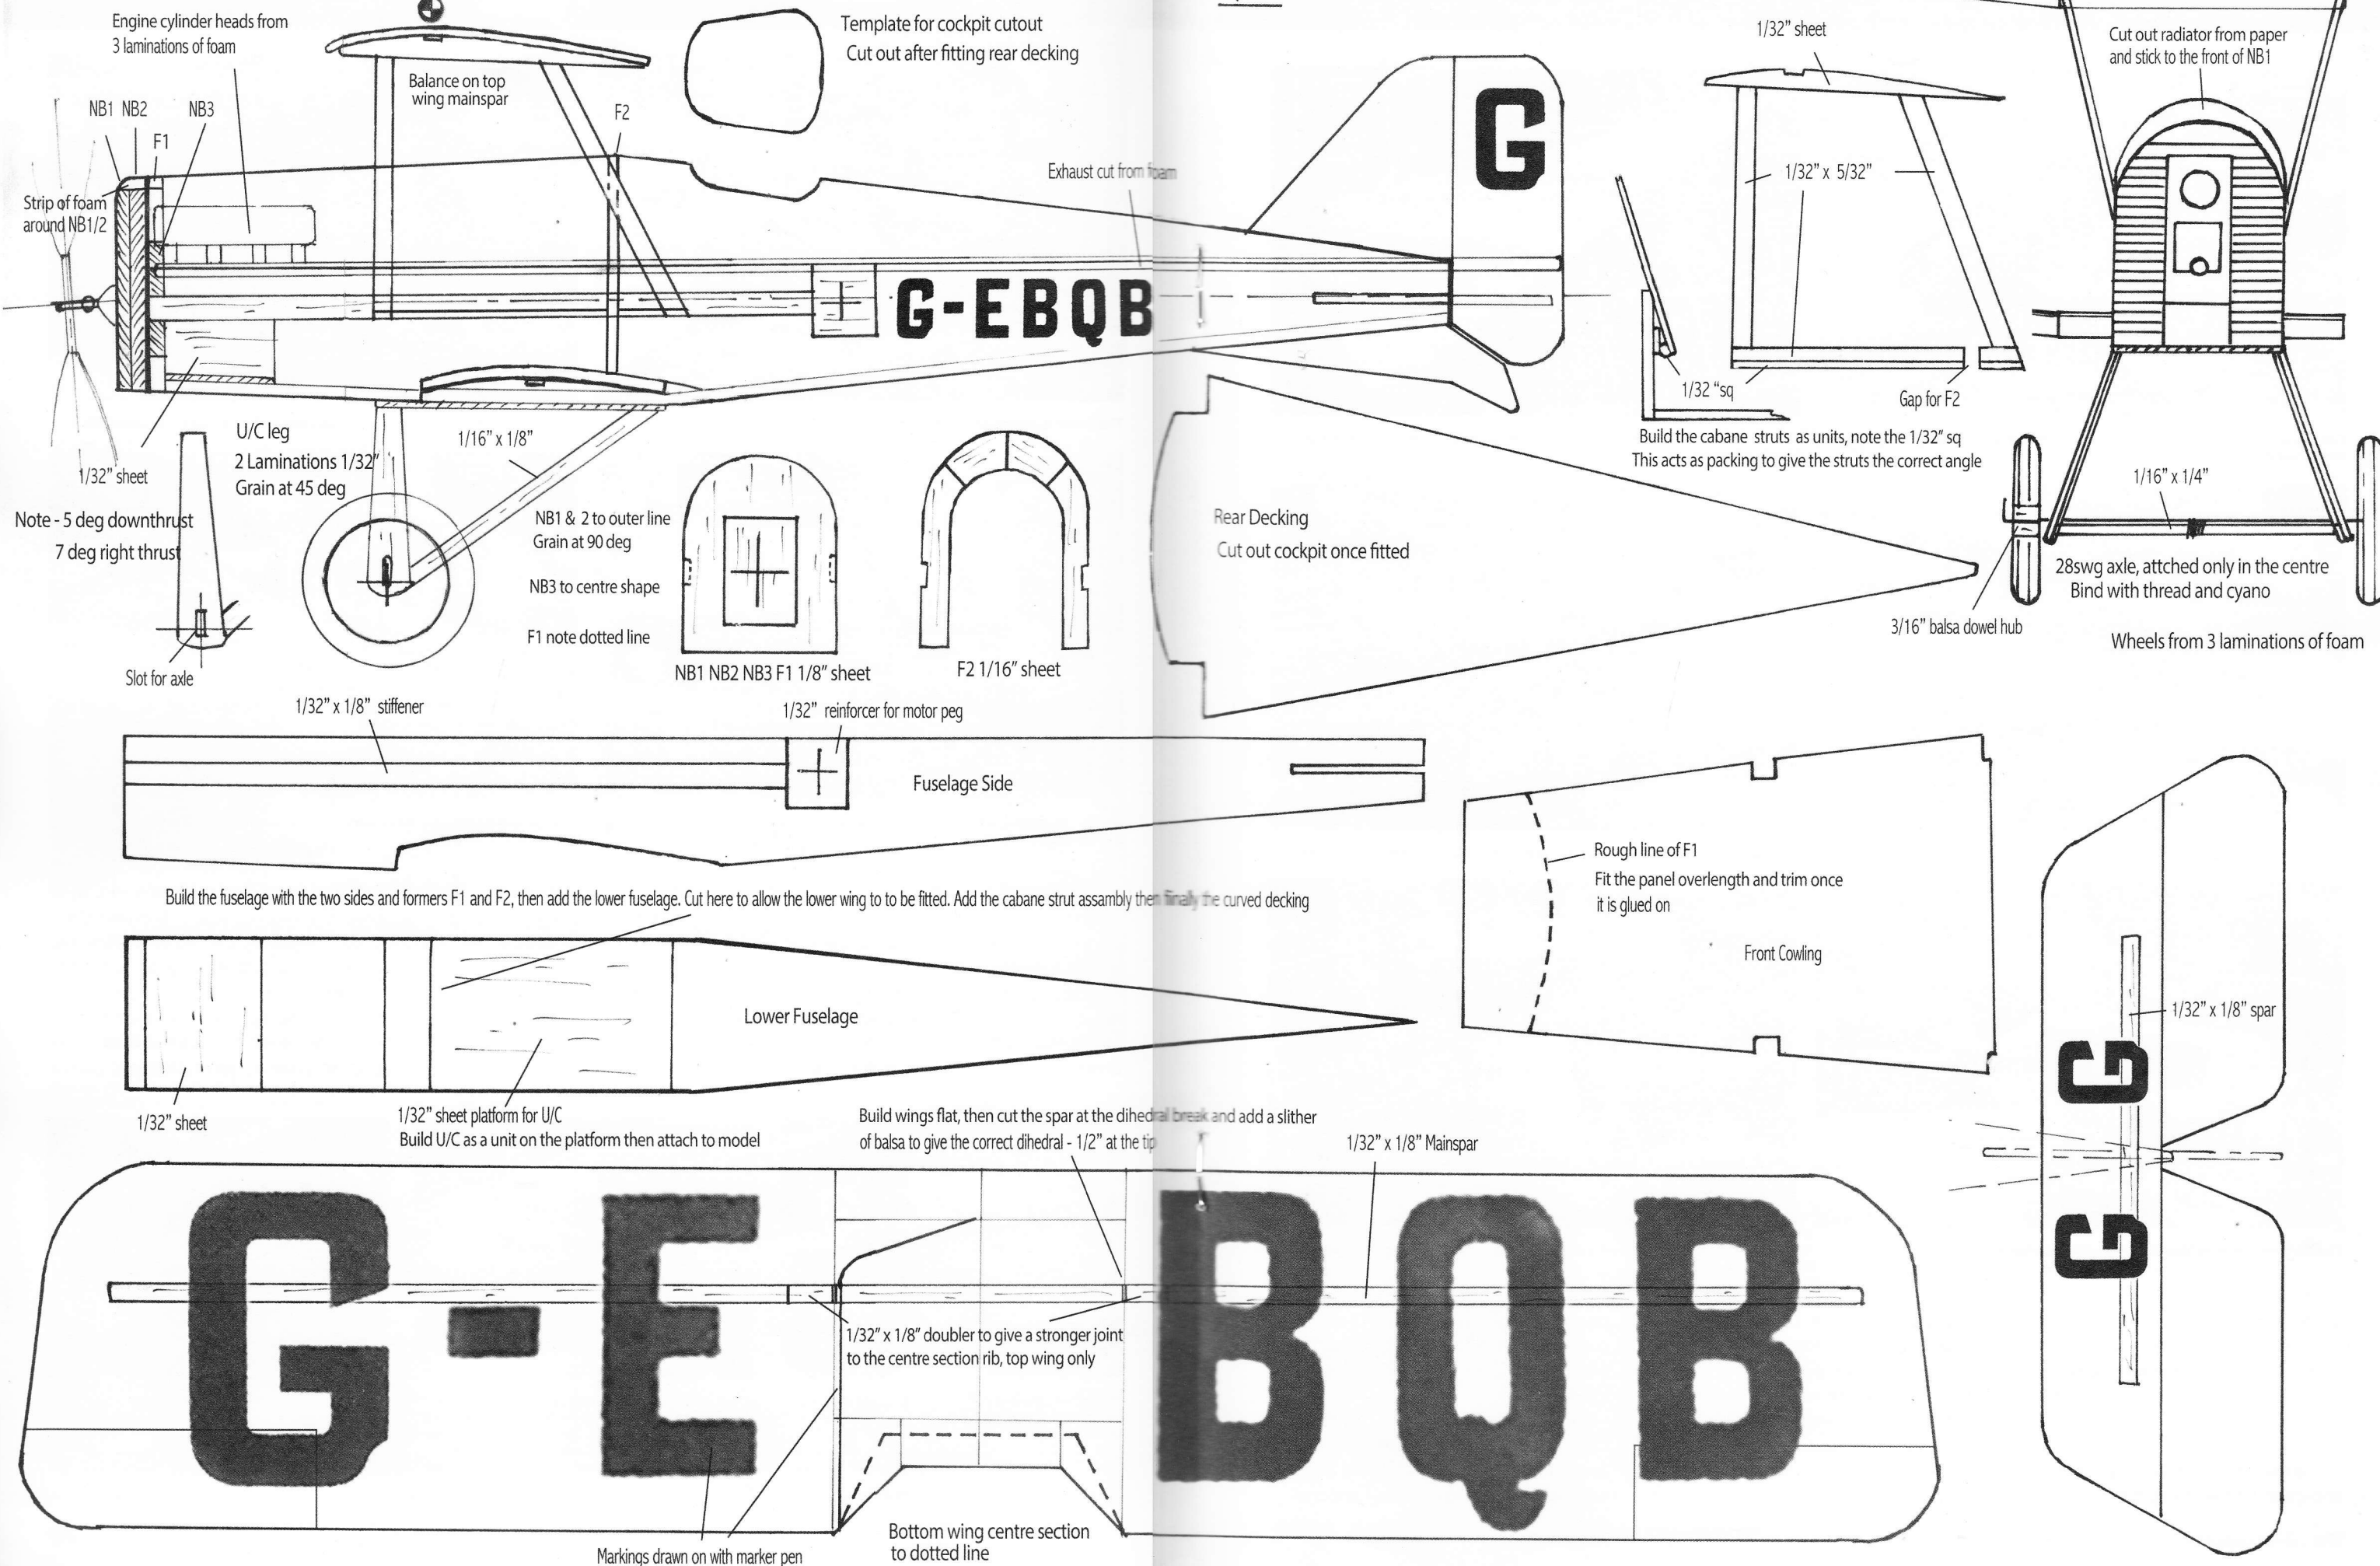 Engine cylinder heads from
3 laminations of foam
Template for cockpit cutout
Cut out after fitting rear decking
Balance on top
wing mainspar
NB1 NB2
NB3
F1
F2
Strip of foam
around NB1/2
Exhaust cut from foam
G
G-EBQB
1/32" sheet
1/32" x 5/32"
1/32 "sq
Gap for F2
Build the cabane struts as units, note the 1/32" sq
This acts as packing to give the struts the correct angle
Cut out radiator from paper
and stick to the front of NB1
1/16" x 1/4"
28swg axle, attched only in the centre
Bind with thread and cyano
3/16" balsa dowel hub
Wheels from 3 laminations of foam
1/32" sheet
U/C leg
2 Laminations 1/32"
Grain at 45 deg
1/16" x 1/8"
Note - 5 deg downthrust
7 deg right thrust
Slot for axle
NB1 & 2 to outer line
Grain at 90 deg
NB3 to centre shape
F1 note dotted line
NB1 NB2 NB3 F1 1/8" sheet
F2 1/16" sheet
Rear Decking
Cut out cockpit once fitted
1/32" x 1/8" stiffener
1/32" reinforcer for motor peg
Fuselage Side
Build the fuselage with the two sides and formers F1 and F2, then add the lower fuselage. Cut here to allow the lower wing to to be fitted. Add the cabane strut assambly then finally the curved decking
Rough line of F1
Fit the panel overlength and trim once
it is glued on
Front Cowling
Lower Fuselage
1/32" sheet
1/32" sheet platform for U/C
Build U/C as a unit on the platform then attach to model
Build wings flat, then cut the spar at the dihedral break and add a slither
of balsa to give the correct dihedral - 1/2" at the tip
1/32" x 1/8" Mainspar
1/32" x 1/8" spar
G
G
G-EBQB
1/32" x 1/8" doubler to give a stronger joint
to the centre section rib, top wing only
Markings drawn on with marker pen
Bottom wing centre section
to dotted line